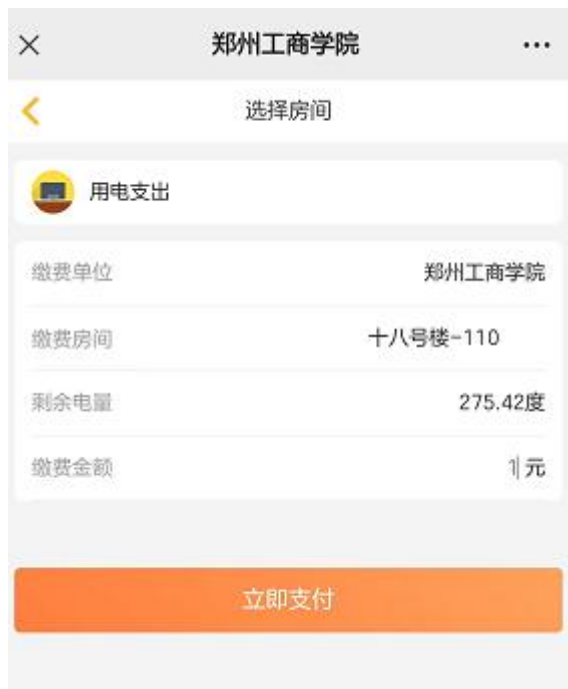 郑州工商学院
选择房间
用电支出
缴费单位 郑州工商学院
缴费房间 十八号楼-110
剩余电量 275.42度
缴费金额 1元
立即支付